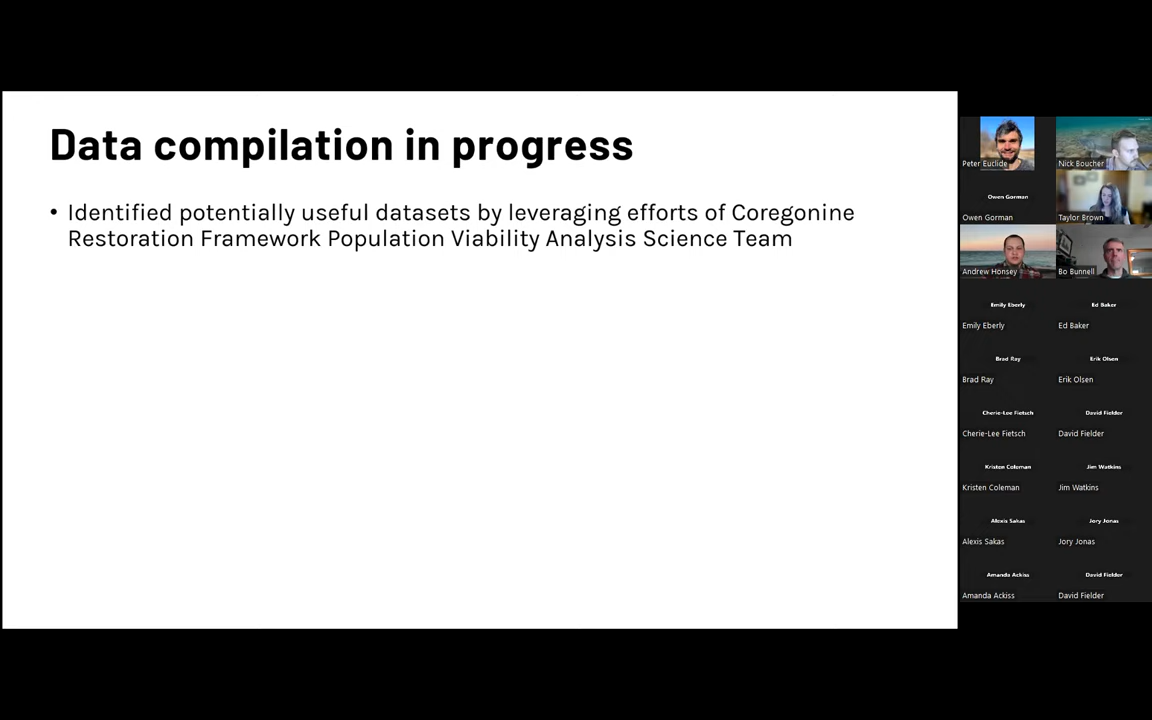 Data compilation in progress
• Identified potentially useful datasets by leveraging efforts of Coregonine
Restoration Framework Population Viability Analysis Science Team
Peter Euclide
Nick Boucher
Owen Gorman
Owen Gorman
Taylor Brown
Andrew Honsey
Bo Bunnell
Emily Eberly
Ed Baker
Emily Eberly
Ed Baker
Brad Ray
Erik Olsen
Brad Ray
Erik Olsen
Cherie-Lee Fietsch
David Fielder
Cherie-Lee Fietsch
David Fielder
Kristen Coleman
Jim Watkins
Kristen Coleman
Jim Watkins
Alexis Sakas
Jory Jonas
Alexis Sakas
Jory Jonas
Amanda Ackiss
David Fielder
Amanda Ackiss
David Fielder